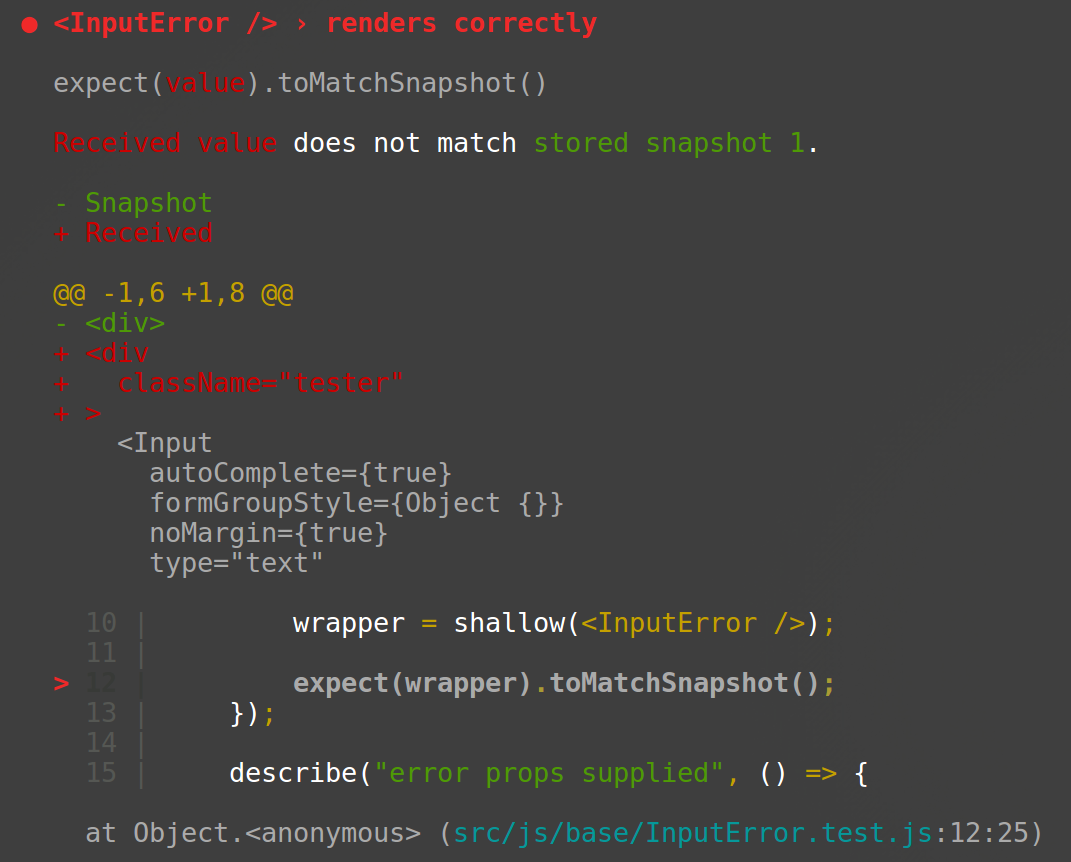 ● <InputError /> › renders correctly
expect(value).toMatchSnapshot()
Received value does not match stored snapshot 1.
- Snapshot
+ Received
@@ -1,6 +1,8 @@
- <div>
+ <div
+   className="tester"
+ >
    <Input
      autoComplete={true}
      formGroupStyle={Object {}}
      noMargin={true}
      type="text"
  10 |         wrapper = shallow(<InputError />);
  11 |
> 12 |         expect(wrapper).toMatchSnapshot();
  13 |     });
  14 |
  15 |     describe("error props supplied", () => {
  at Object.<anonymous> (src/js/base/InputError.test.js:12:25)